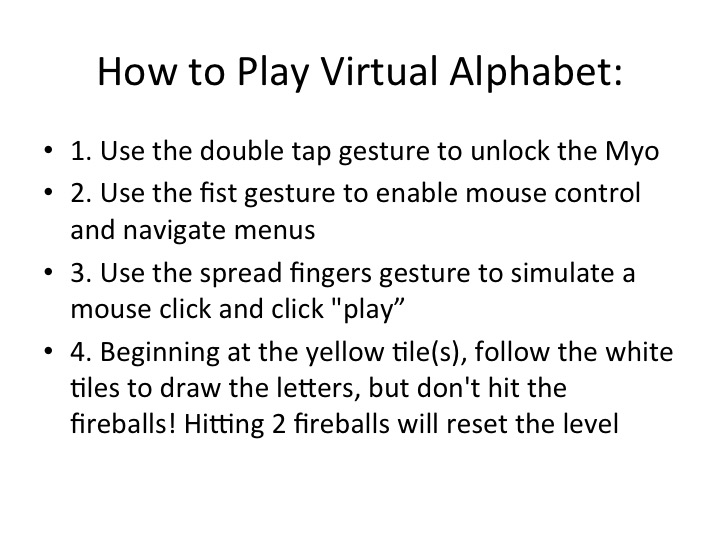 How to Play Virtual Alphabet:
• 1. Use the double tap gesture to unlock the Myo
• 2. Use the fist gesture to enable mouse control
and navigate menus
• 3. Use the spread fingers gesture to simulate a
mouse click and click "play”
• 4. Beginning at the yellow tile(s), follow the white
tiles to draw the letters, but don't hit the
fireballs! Hitting 2 fireballs will reset the level